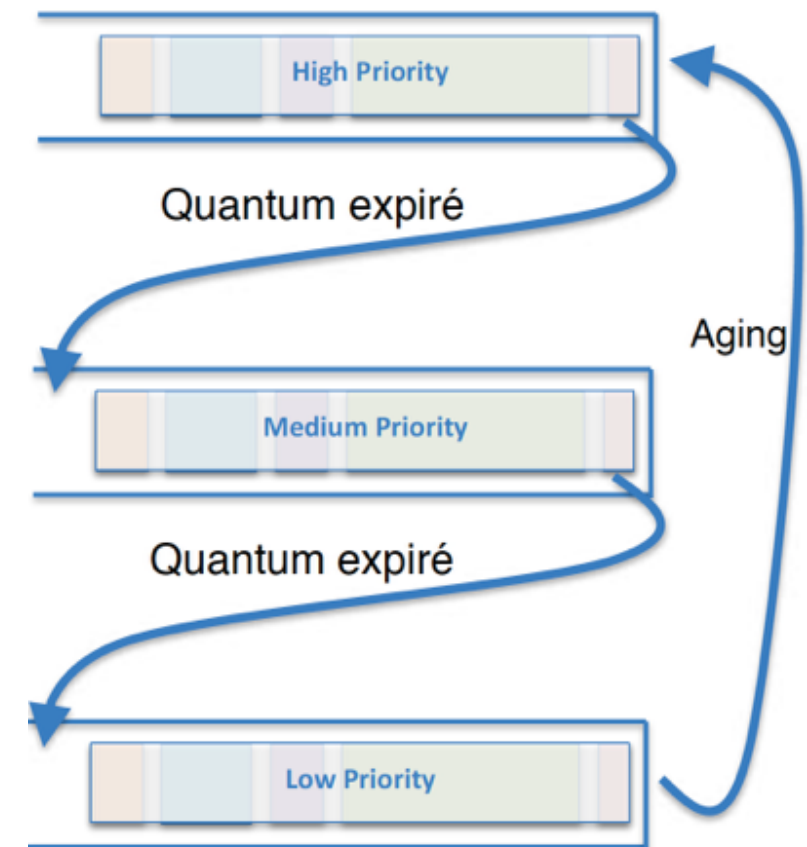 High Priority
Quantum expiré
Aging
Medium Priority
Quantum expiré
Low Priority